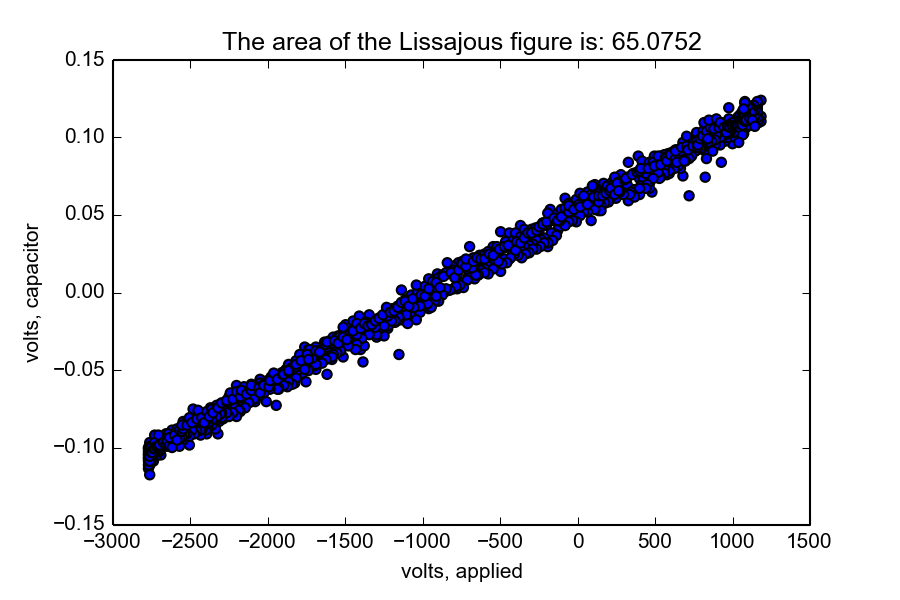 The area of the Lissajous figure is: 65.0752
0.15
0.10
0.05
0.00
−0.05
−0.10
−0.15
volts, capacitor
−3000 −2500 −2000 −1500 −1000 −500 0 500 1000 1500
volts, applied